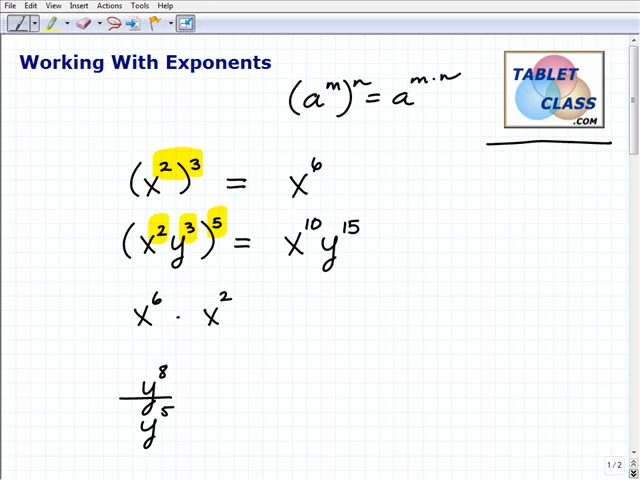 File Edit View Insert Actions Tools Help
Working With Exponents
(a^m)^n = a^{m·n}
TABLET
CLASS
.COM
(x^2)^3 = x^6
(x^2y^3)^5 = x^{10}y^{15}
x^6 · x^2
y^8
y^5
1/2